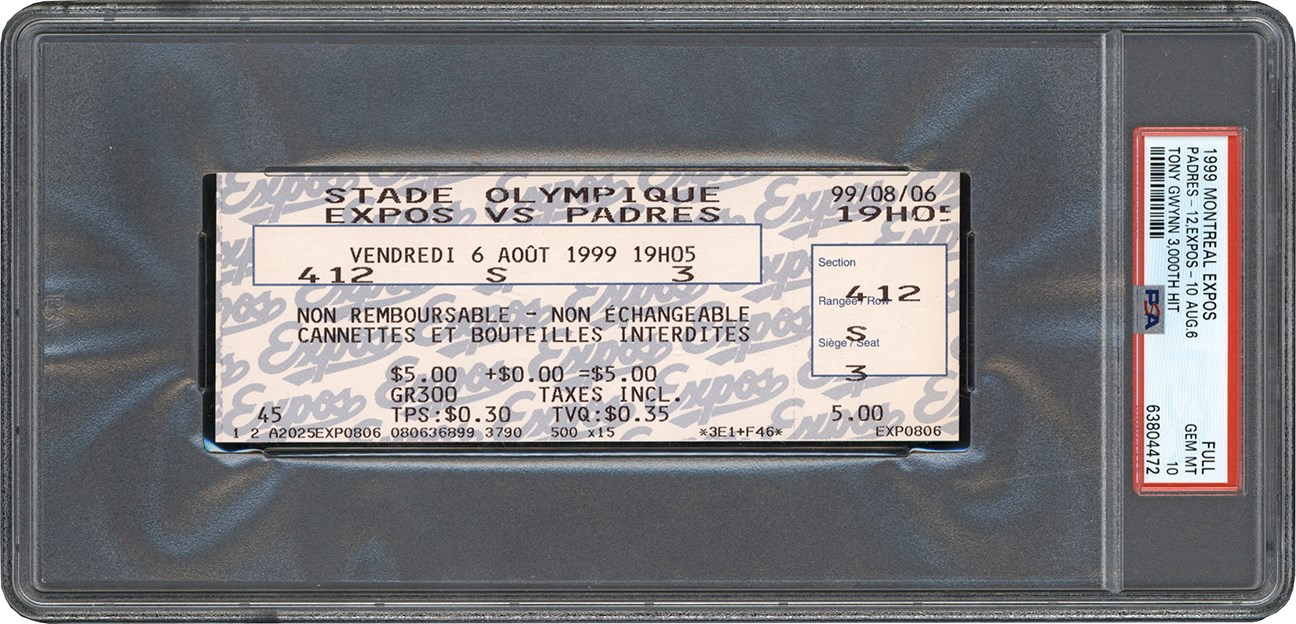 STADE OLYMPIQUE
EXPOS VS PADRES
VENDREDI 6 AOÛT 1999 19H05
412 S 3
NON REMBOURSABLE - NON ÉCHANGEABLE
CANNETTES ET BOUTEILLES INTERDITES
$5.00 +$0.00 =$5.00
GR300 TAXES INCL.
45 TPS:$0.30 TVQ:$0.35
1 2 A2025EXP0806 080636899 3790 500 x15 *3E1+F46*
99/08/06
19H05
Section
412
Rangée / Row
S
Siège / Seat
3
5.00
EXP0806
Expos
1999 MONTREAL EXPOS FULL
PADRES - 12,EXPOS - 10 AUG6 GEM MT
TONY GWYNN 3,000TH HIT 10
63804472
PSA